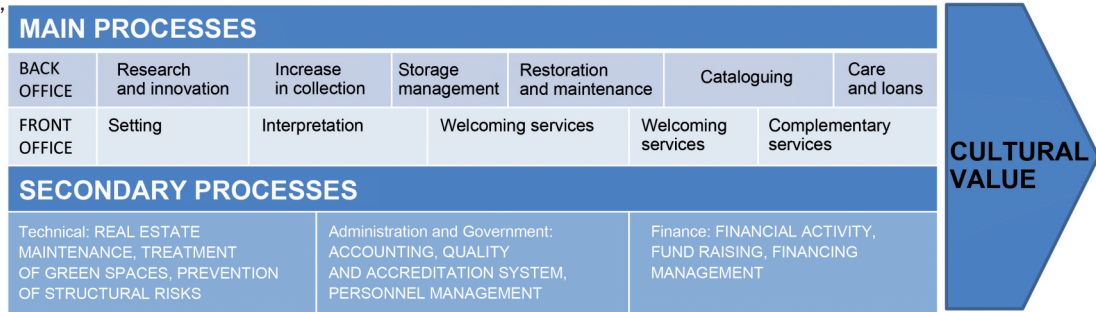 ,
MAIN PROCESSES
BACK
OFFICE
Research
and innovation
Increase
in collection
Storage
management
Restoration
and maintenance
Cataloguing
Care
and loans
FRONT
OFFICE
Setting
Interpretation
Welcoming services
Welcoming
services
Complementary
services
SECONDARY PROCESSES
Technical: REAL ESTATE
MAINTENANCE, TREATMENT
OF GREEN SPACES, PREVENTION
OF STRUCTURAL RISKS
Administration and Government:
ACCOUNTING, QUALITY
AND ACCREDITATION SYSTEM,
PERSONNEL MANAGEMENT
Finance: FINANCIAL ACTIVITY,
FUND RAISING, FINANCING
MANAGEMENT
CULTURAL
VALUE